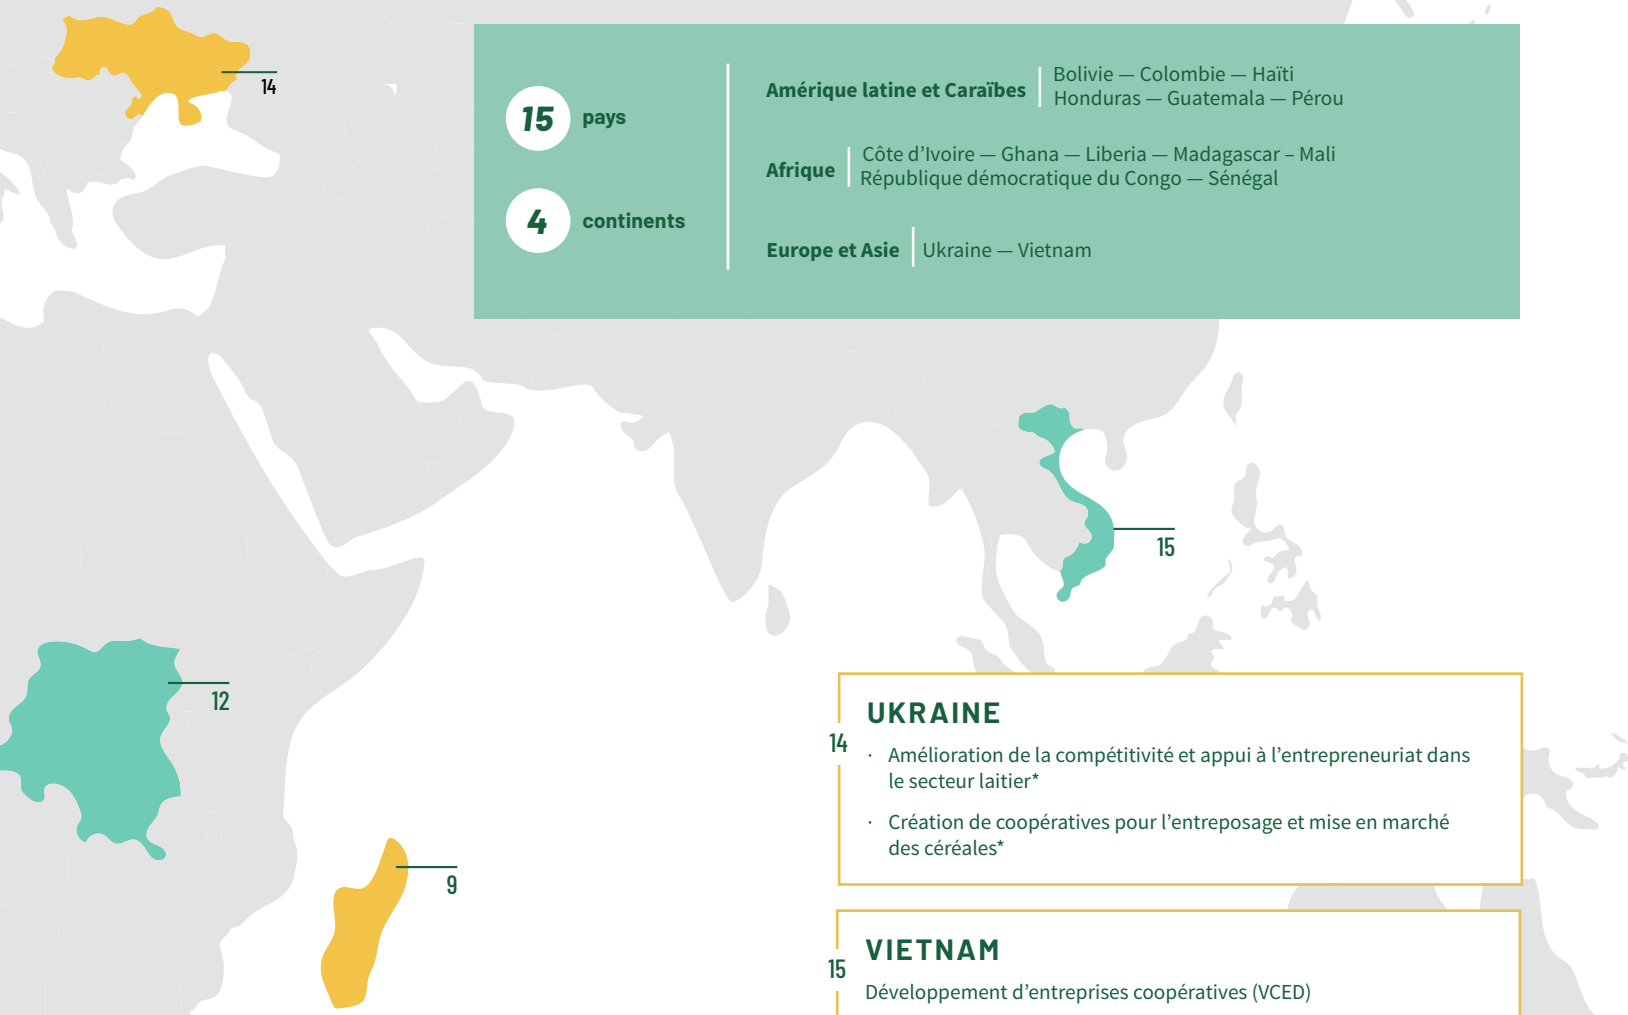 14
15 pays
4 continents
Amérique latine et Caraïbes
Bolivie — Colombie — Haïti
Honduras — Guatemala — Pérou
Afrique
Côte d’Ivoire — Ghana — Liberia — Madagascar – Mali
République démocratique du Congo — Sénégal
Europe et Asie
Ukraine — Vietnam
15
12
9
14
UKRAINE
· Amélioration de la compétitivité et appui à l’entrepreneuriat dans
le secteur laitier*
· Création de coopératives pour l’entreposage et mise en marché
des céréales*
15
VIETNAM
Développement d’entreprises coopératives (VCED)